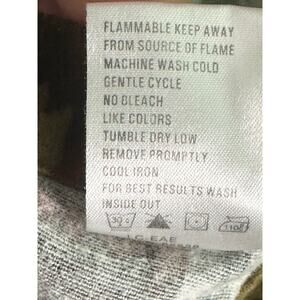 FLAMMABLE KEEP AWAY
FROM SOURCE OF FLAME
MACHINE WASH COLD
GENTLE CYCLE
NO BLEACH
LIKE COLORS
TUMBLE DRY LOW
REMOVE PROMPTLY
COOL IRON
FOR BEST RESULTS WASH
INSIDE OUT
30
110